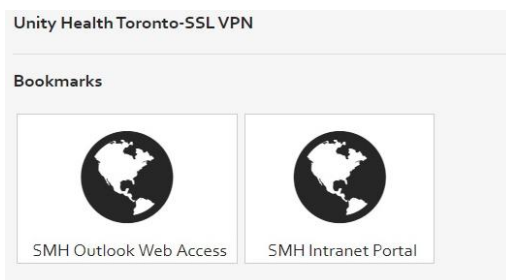 Unity Health Toronto-SSL VPN
Bookmarks
SMH Outlook Web Access
SMH Intranet Portal